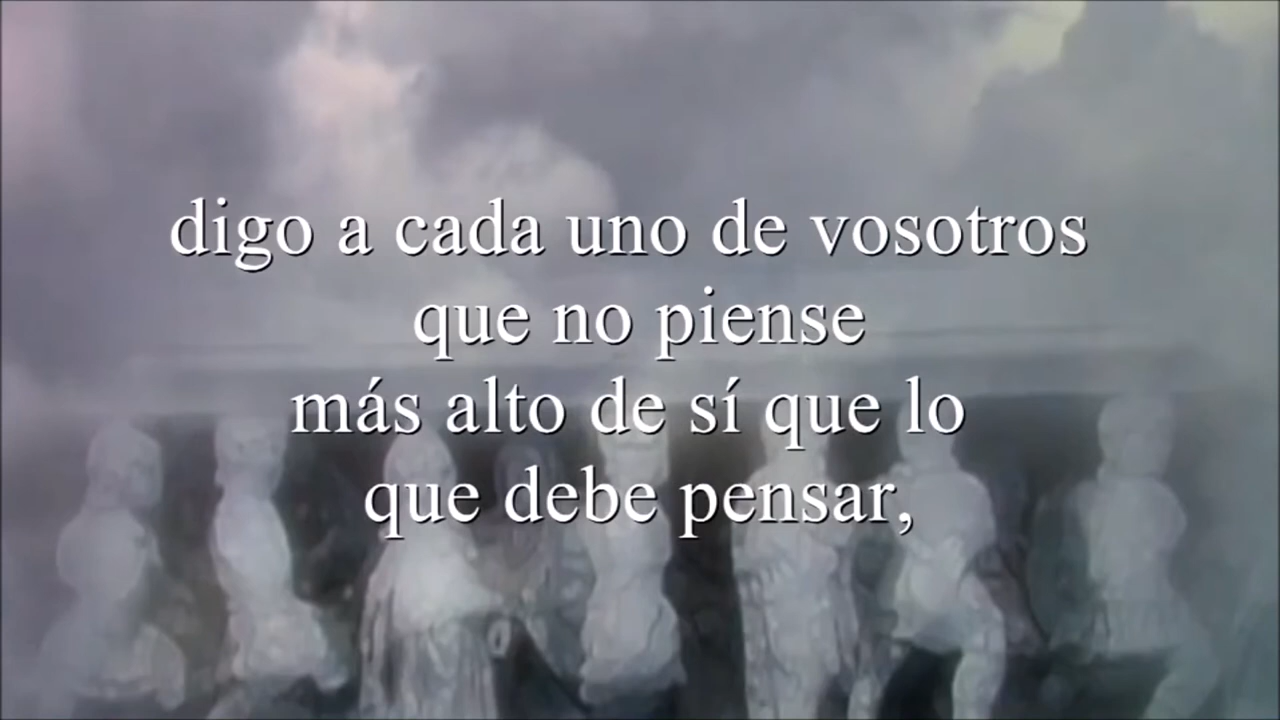 digo a cada uno de vosotros
que no piense
más alto de sí que lo
que debe pensar,